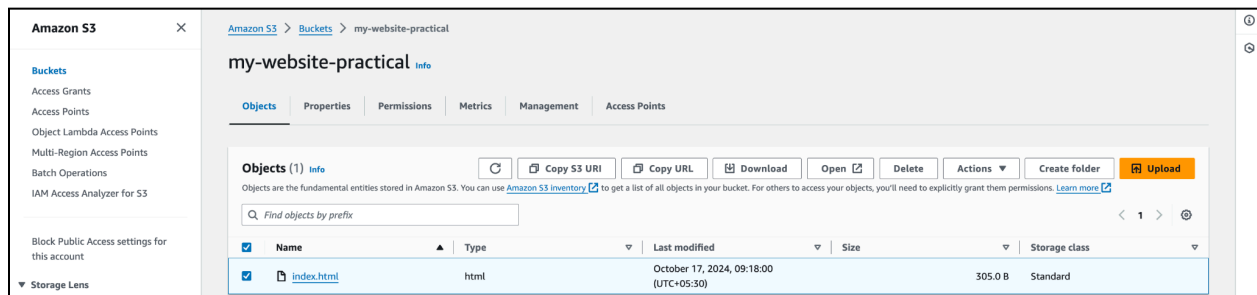 Amazon S3
Buckets
Access Grants
Access Points
Object Lambda Access Points
Multi-Region Access Points
Batch Operations
IAM Access Analyzer for S3
Block Public Access settings for
this account
▼ Storage Lens
Amazon S3 > Buckets > my-website-practical
my-website-practical Info
Objects Properties Permissions Metrics Management Access Points
Objects (1) Info Copy S3 URI Copy URL Download Open Delete Actions ▼ Create folder Upload
Objects are the fundamental entities stored in Amazon S3. You can use Amazon S3 inventory to get a list of all objects in your bucket. For others to access your objects, you'll need to explicitly grant them permissions. Learn more
Find objects by prefix < 1 >
Name Type Last modified Size Storage class
index.html html October 17, 2024, 09:18:00 305.0 B Standard
(UTC+05:30)